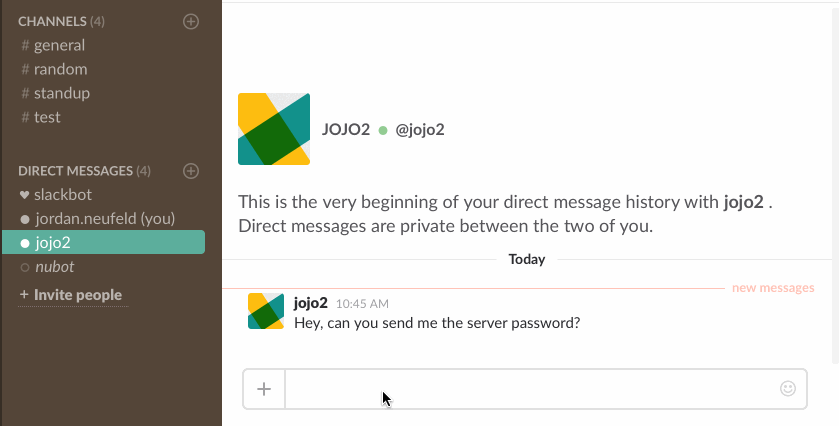 CHANNELS (4)
# general
# random
# standup
# test
DIRECT MESSAGES (4)
slackbot
jordan.neufeld (you)
jojo2
nubot
+ Invite people
JOJO2 @jojo2
This is the very beginning of your direct message history with jojo2 .
Direct messages are private between the two of you.
Today
new messages
jojo2 10:45 AM
Hey, can you send me the server password?